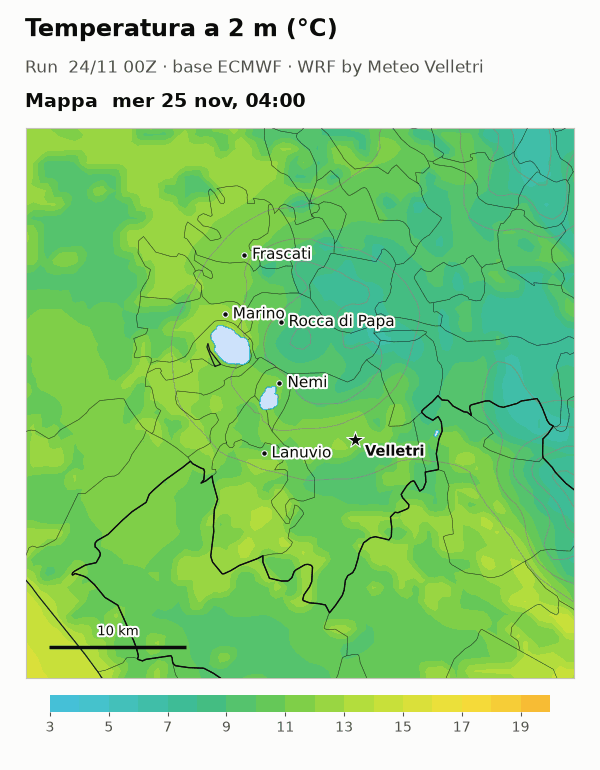 Temperatura a 2 m (°C)
Run  24/11 00Z · base ECMWF · WRF by Meteo Velletri
Mappa  mer 25 nov, 04:00
Frascati
Marino
Rocca di Papa
Nemi
Velletri
Lanuvio
10 km
3 5 7 9 11 13 15 17 19